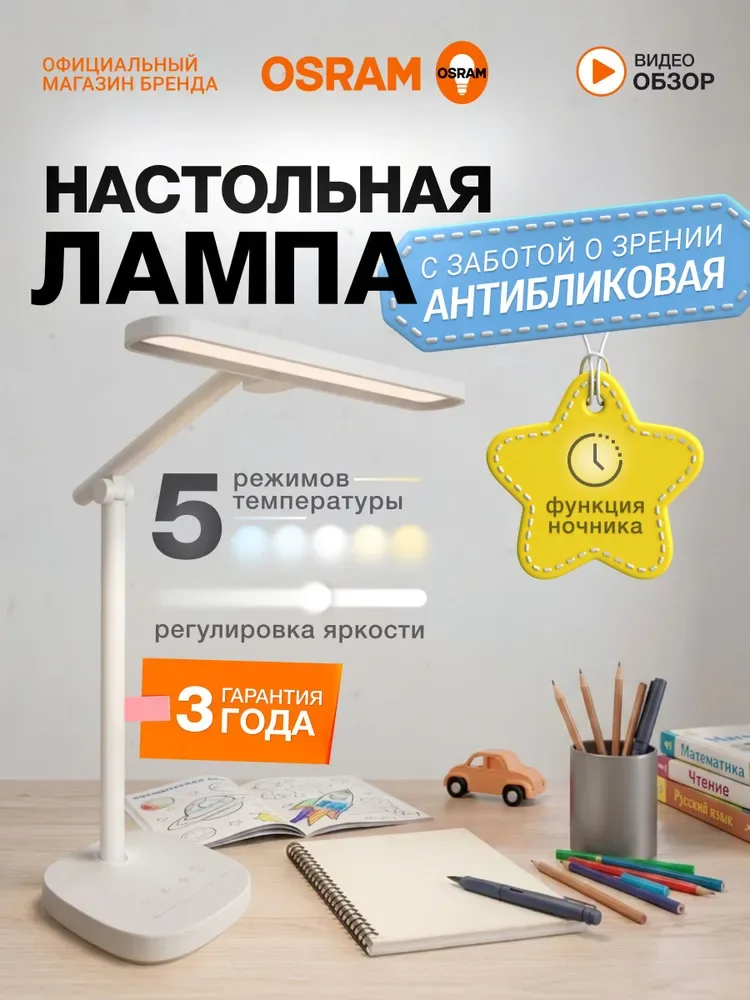 ОФИЦИАЛЬНЫЙ
МАГАЗИН БРЕНДА
OSRAM
OSRAM
ВИДЕО
ОБЗОР
НАСТОЛЬНАЯ
ЛАМПА
С ЗАБОТОЙ О ЗРЕНИИ
АНТИБЛИКОВАЯ
функция
ночника
5
режимов
температуры
регулировка яркости
3
ГАРАНТИЯ
ГОДА
Математика
Чтение
Русский язык